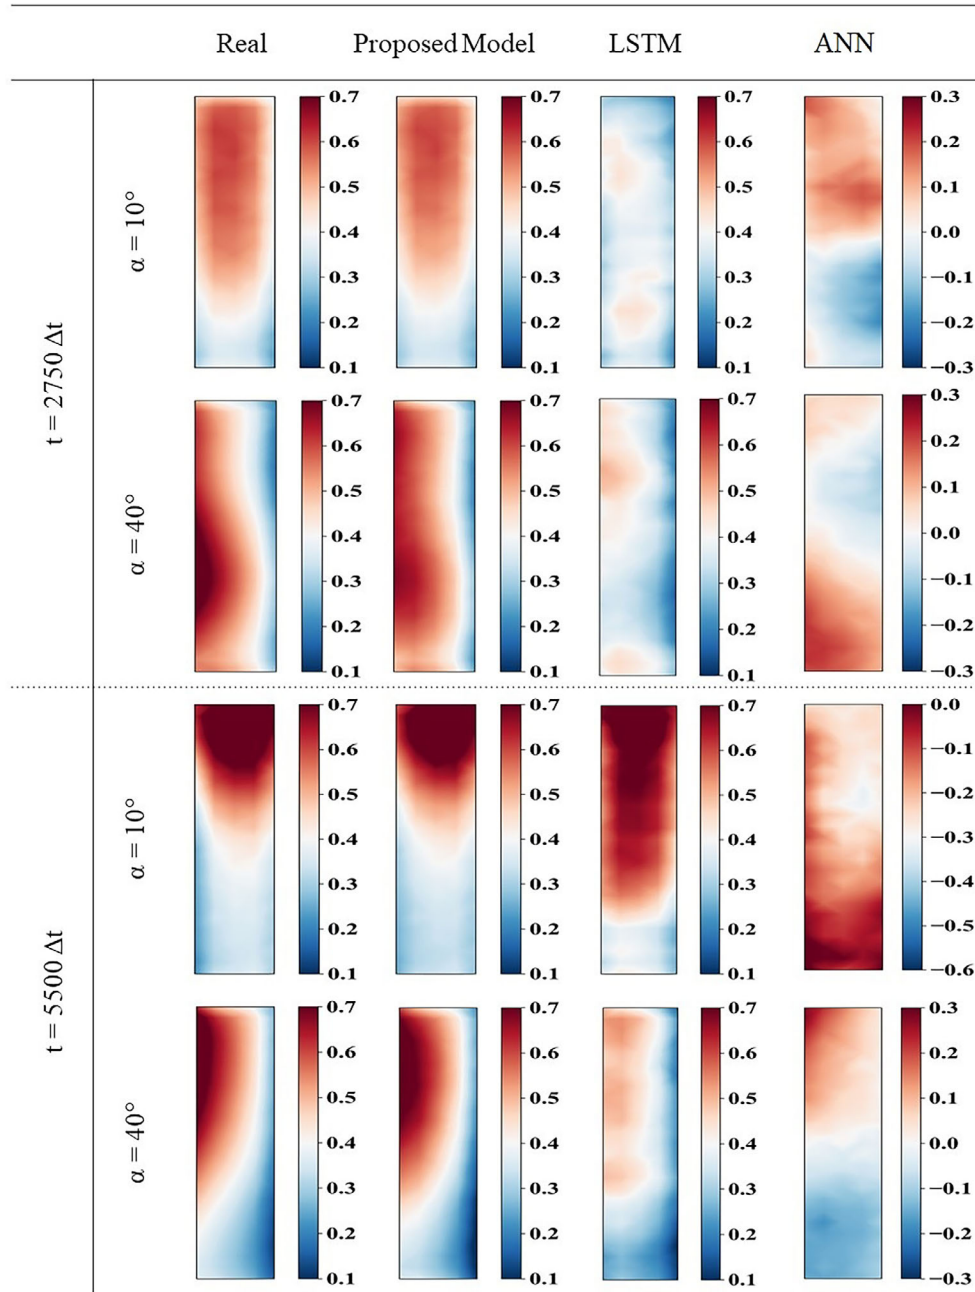 Real Proposed Model LSTM ANN
t = 2750 Δt
α = 10°
0.7 0.7 0.7 0.3
0.6 0.6 0.6 0.2
0.5 0.5 0.5 0.1
0.4 0.4 0.4 0.0
0.3 0.3 0.3 −0.1
0.2 0.2 0.2 −0.2
0.1 0.1 0.1 −0.3
α = 40°
0.7 0.7 0.7 0.3
0.6 0.6 0.6 0.2
0.5 0.5 0.5 0.1
0.4 0.4 0.4 0.0
0.3 0.3 0.3 −0.1
0.2 0.2 0.2 −0.2
0.1 0.1 0.1 −0.3
t = 5500 Δt
α = 10°
0.7 0.7 0.7 0.0
0.6 0.6 0.6 −0.1
0.5 0.5 0.5 −0.2
0.4 0.4 0.4 −0.3
0.3 0.3 0.3 −0.4
0.2 0.2 0.2 −0.5
0.1 0.1 0.1 −0.6
α = 40°
0.7 0.7 0.7 0.3
0.6 0.6 0.6 0.2
0.5 0.5 0.5 0.1
0.4 0.4 0.4 0.0
0.3 0.3 0.3 −0.1
0.2 0.2 0.2 −0.2
0.1 0.1 0.1 −0.3